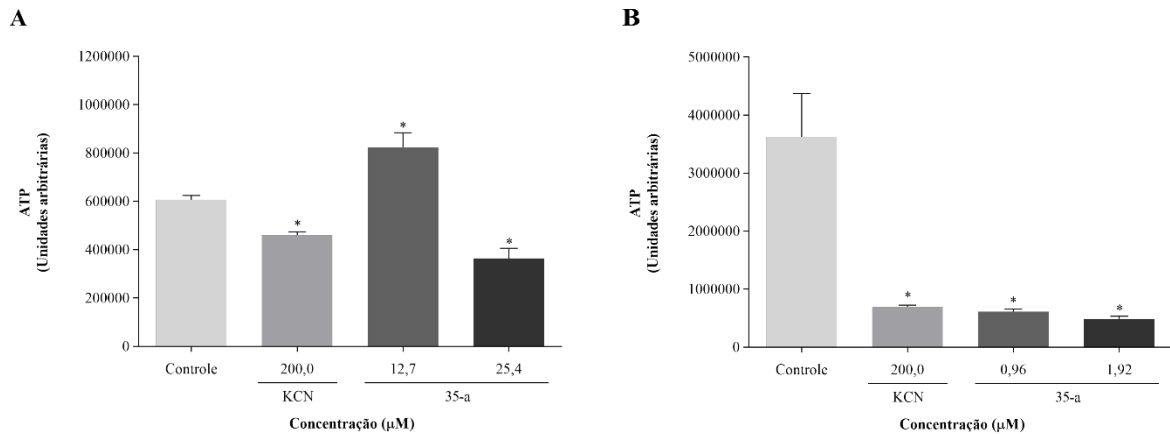 A
ATP
(Unidades arbitrárias)
1200000
1000000
800000
600000
400000
200000
0
*
*
*
Controle
200,0
12,7
25,4
KCN
35-a
Concentração (µM)
B
ATP
(Unidades arbitrárias)
5000000
4000000
3000000
2000000
1000000
0
*
*
*
Controle
200,0
0,96
1,92
KCN
35-a
Concentração (µM)